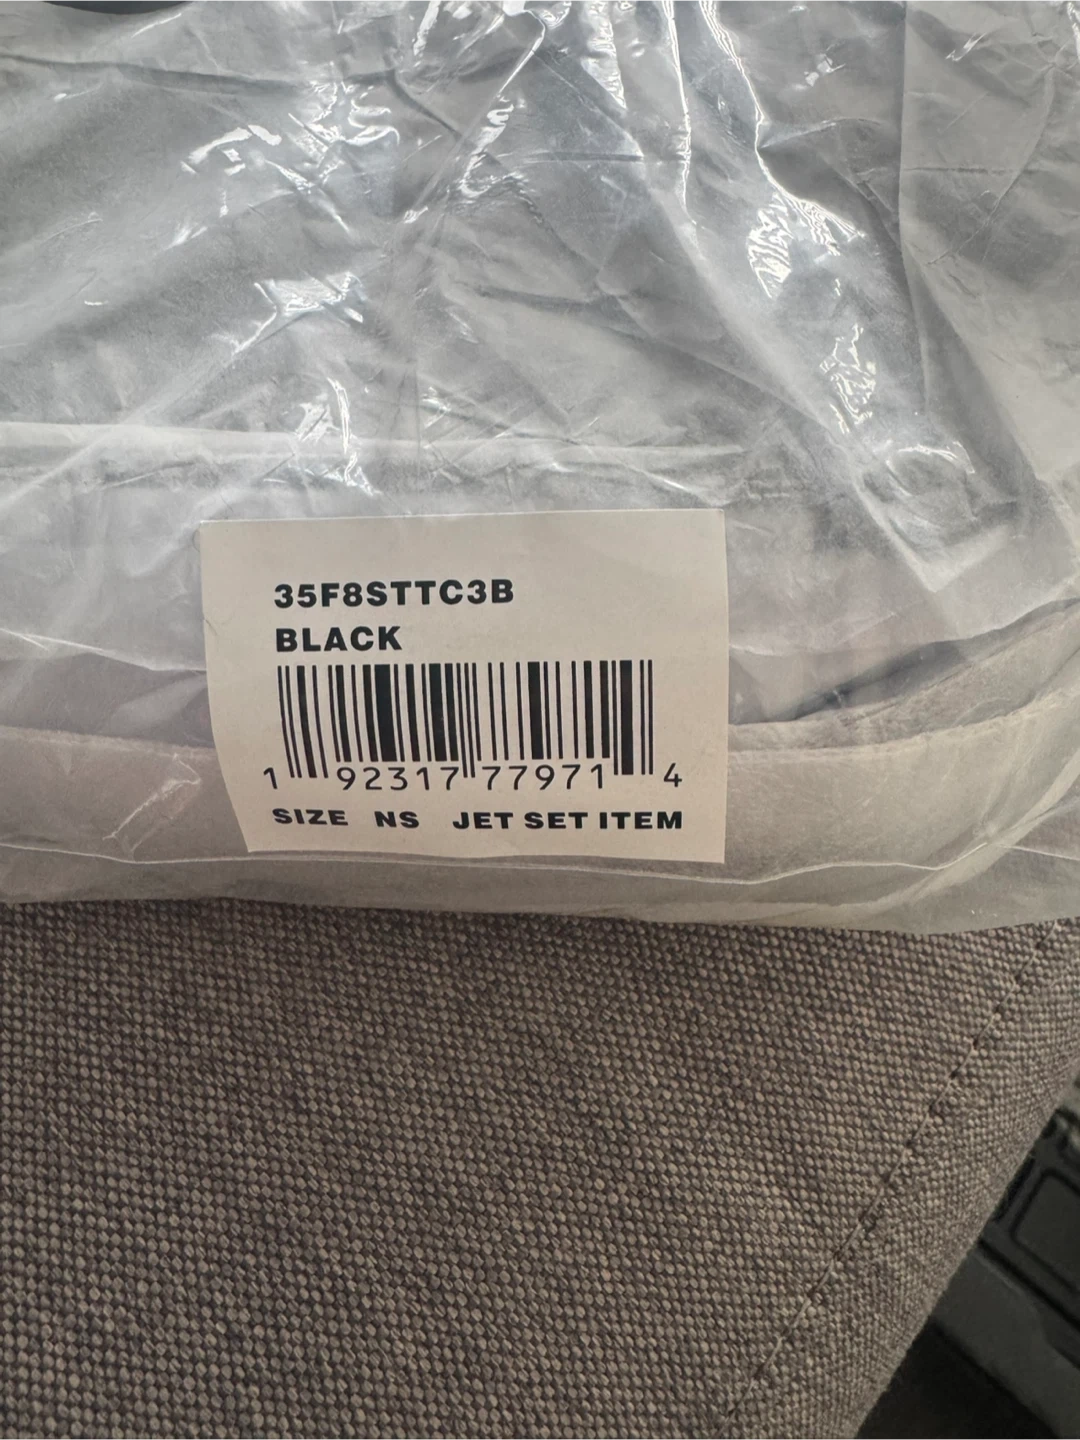 35F8STTC3B
BLACK
1 92317 77971 4
SIZE NS JET SET ITEM